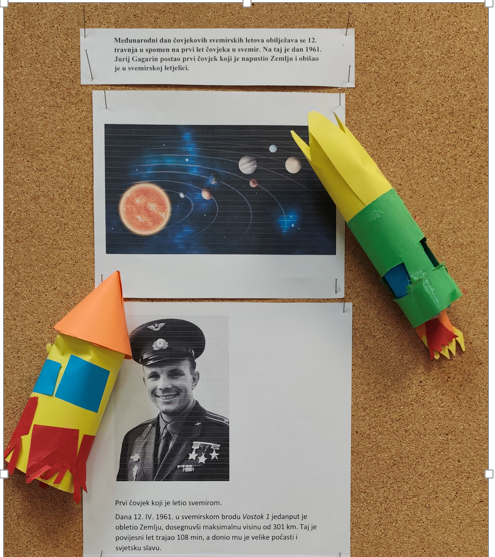 Međunarodni dan čovjekovih svemirskih letova obilježava se 12.
travnja u spomen na prvi let čovjeka u svemir. Na taj je dan 1961.
Jurij Gagarin postao prvi čovjek koji je napustio Zemlju i obišao
je u svemirskoj letjelici.
Prvi čovjek koji je letio svemirom.
Dana 12. IV. 1961. u svemirskom brodu Vostok 1 jedanput je
obletio Zemlju, dosegnuvši maksimalnu visinu od 301 km. Taj je
povijesni let trajao 108 min, a donio mu je velike počasti i
svjetsku slavu.